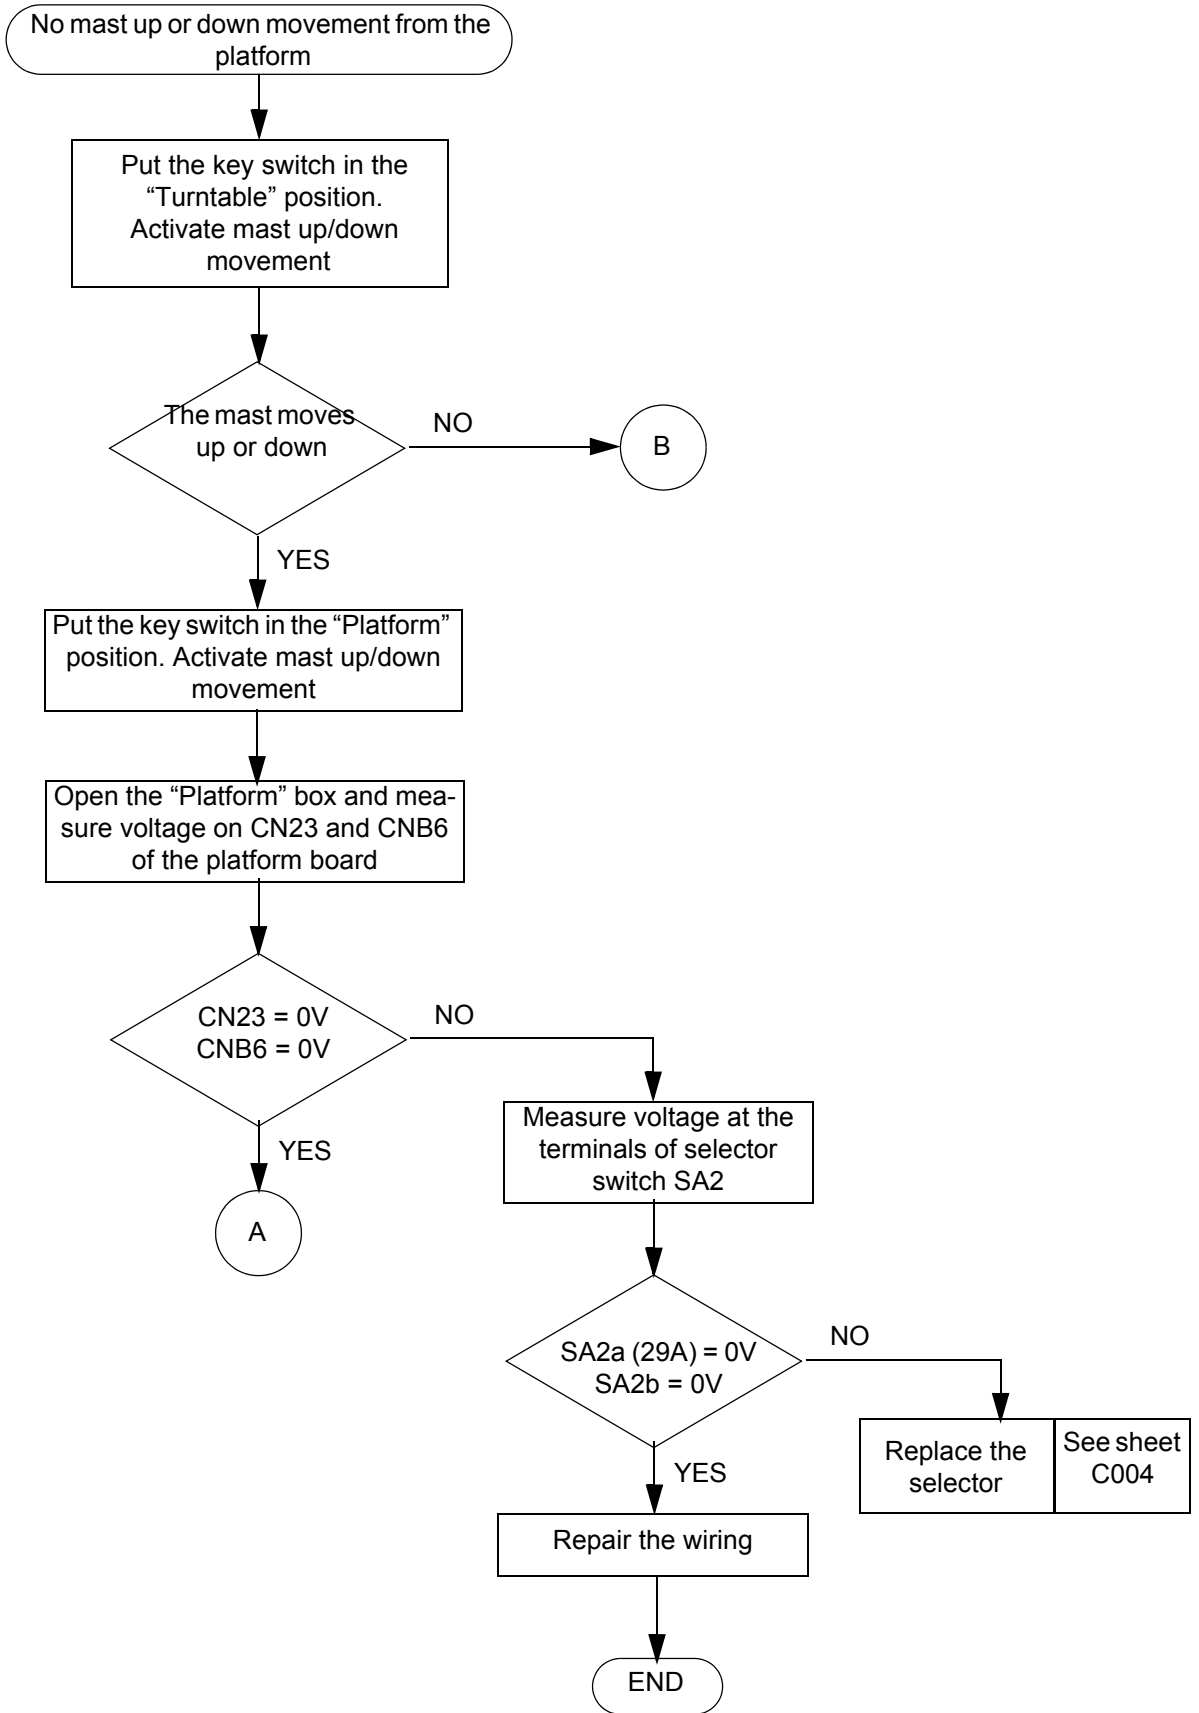 No mast up or down movement from the
platform
Put the key switch in the
“Turntable” position.
Activate mast up/down
movement
The mast moves
up or down
NO
B
YES
Put the key switch in the “Platform”
position. Activate mast up/down
movement
Open the “Platform” box and mea-
sure voltage on CN23 and CNB6
of the platform board
CN23 = 0V
CNB6 = 0V
NO
YES
A
Measure voltage at the
terminals of selector
switch SA2
SA2a (29A) = 0V
SA2b = 0V
NO
Replace the
selector
See sheet
C004
YES
Repair the wiring
END